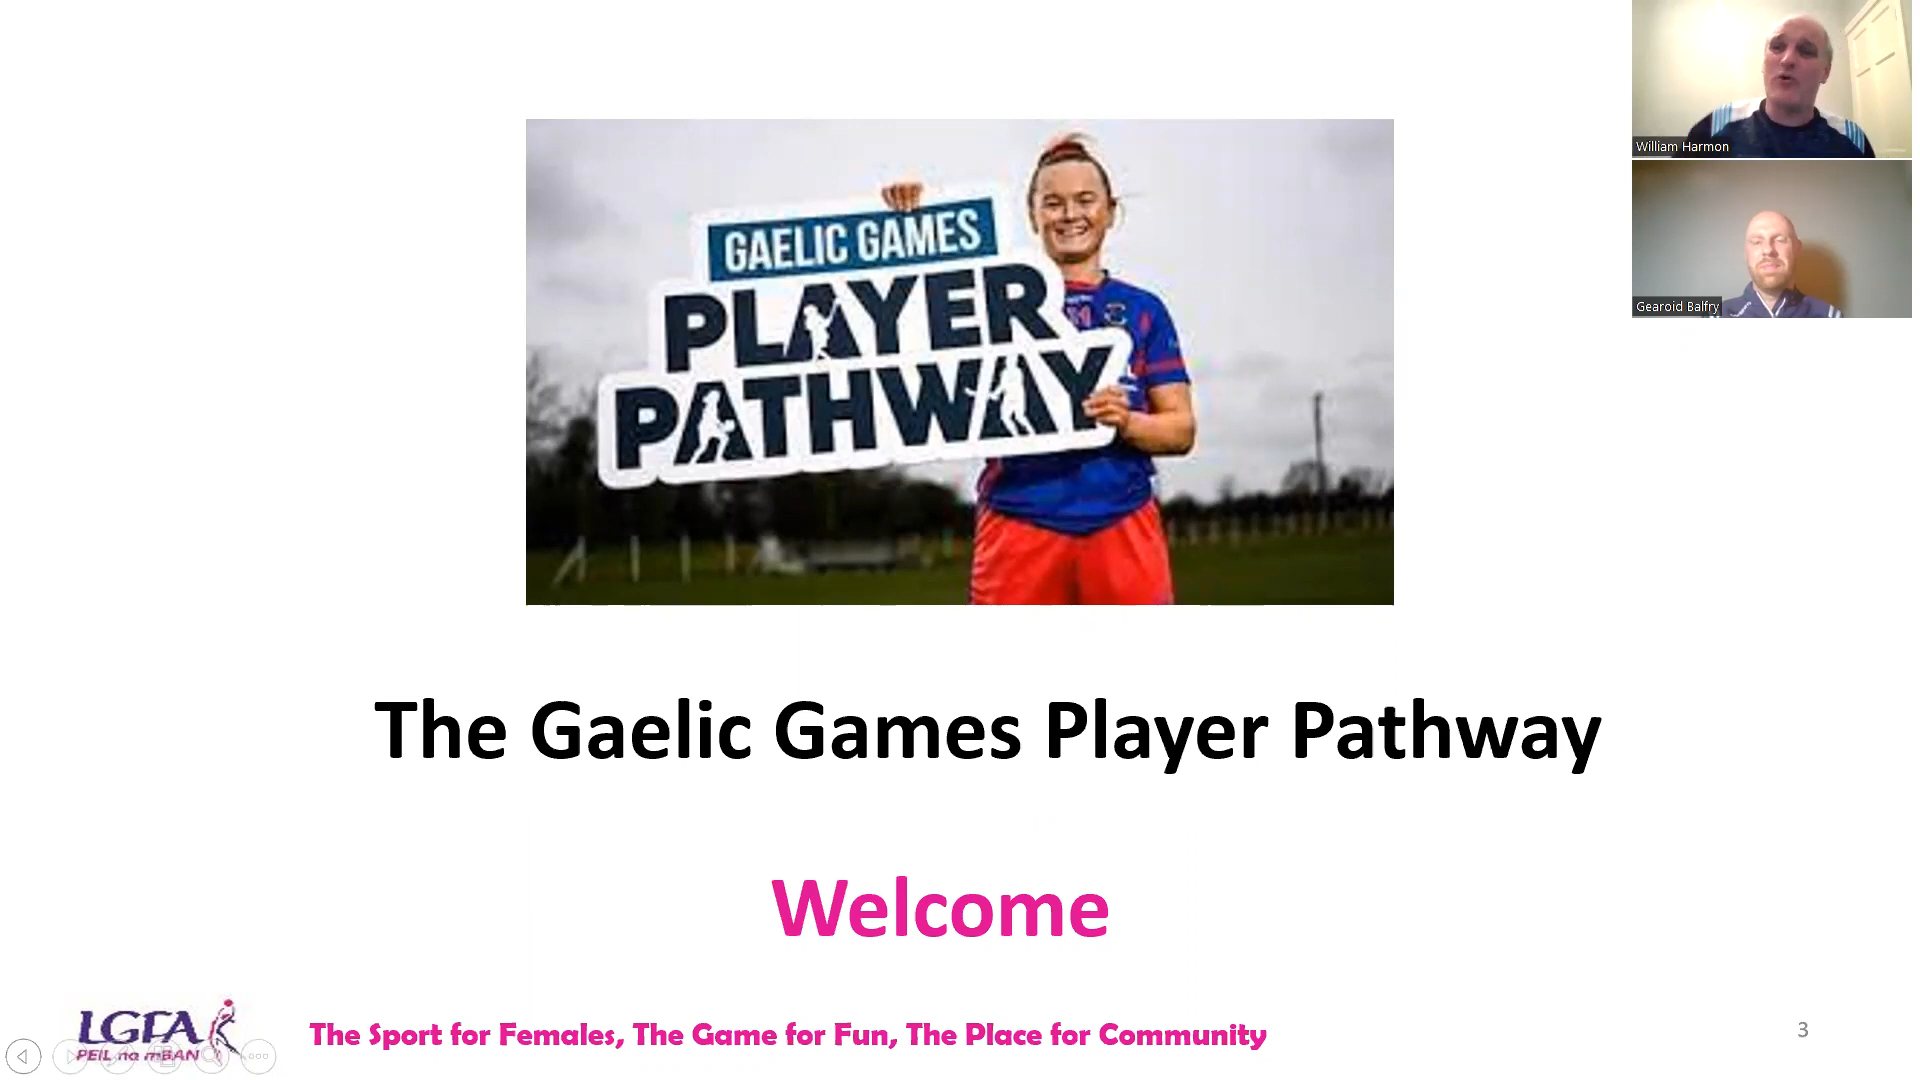 GAELIC GAMES
PLAYER
PATHWAY
William Harmon
Gearoid Balfry
The Gaelic Games Player Pathway
Welcome
LGFA
PEIL na mBAN
The Sport for Females, The Game for Fun, The Place for Community
3